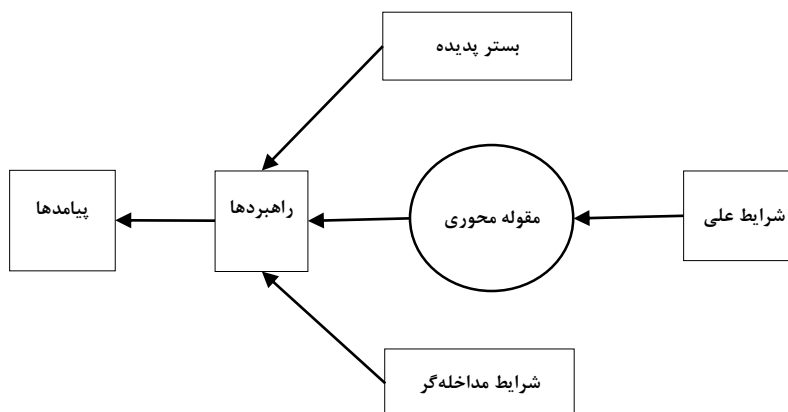 بستر پدیده
شرایط علی
مقوله محوری
راهبردها
پیامدها
شرایط مداخله‌گر